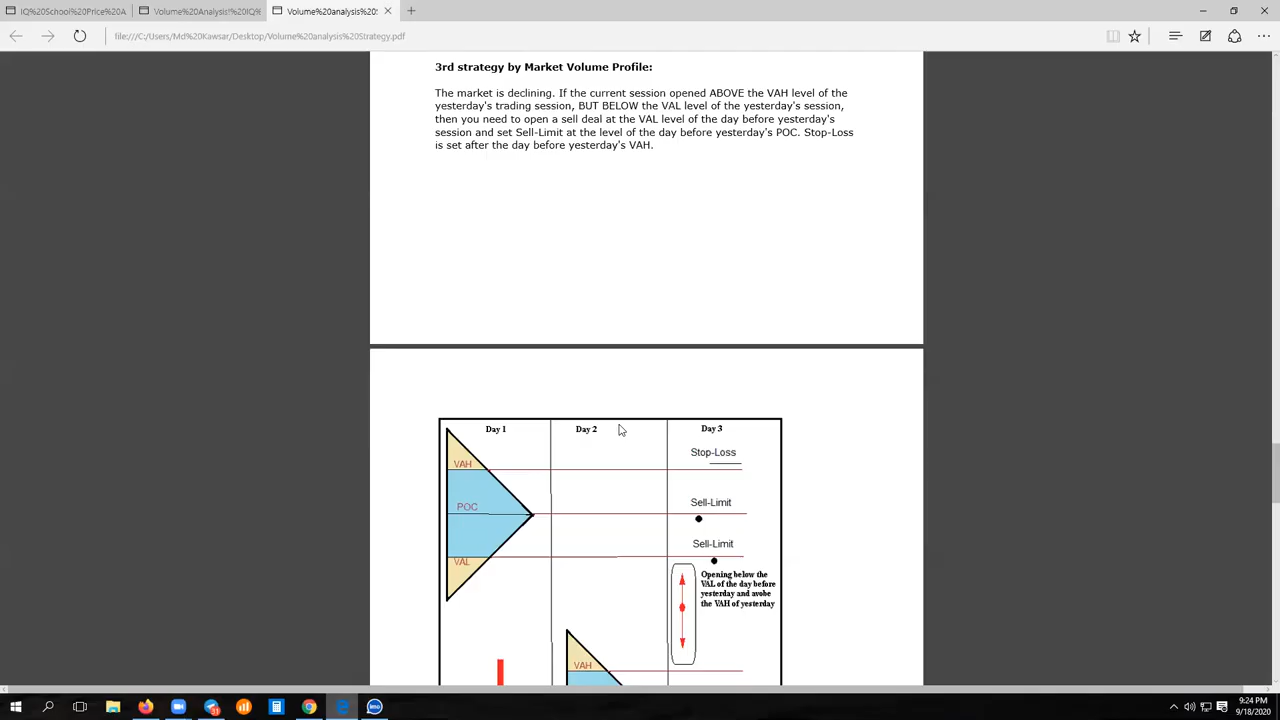 IQ%20School%20Price%20A
Volume%20Analysis!%20IQ%
Volume%20analysis%20S
file:///C:/Users/Md%20Kawsar/Desktop/Volume%20analysis%20Strategy.pdf
3rd strategy by Market Volume Profile:
The market is declining. If the current session opened ABOVE the VAH level of the
yesterday's trading session, BUT BELOW the VAL level of the yesterday's session,
then you need to open a sell deal at the VAL level of the day before yesterday's
session and set Sell-Limit at the level of the day before yesterday's POC. Stop-Loss
is set after the day before yesterday's VAH.
Day 1
Day 2
Day 3
VAH
Stop-Loss
POC
Sell-Limit
Sell-Limit
VAL
Opening below the
VAL of the day before
yesterday and avobe
the VAH of yesterday
VAH
31
imo
9:24 PM
9/18/2020